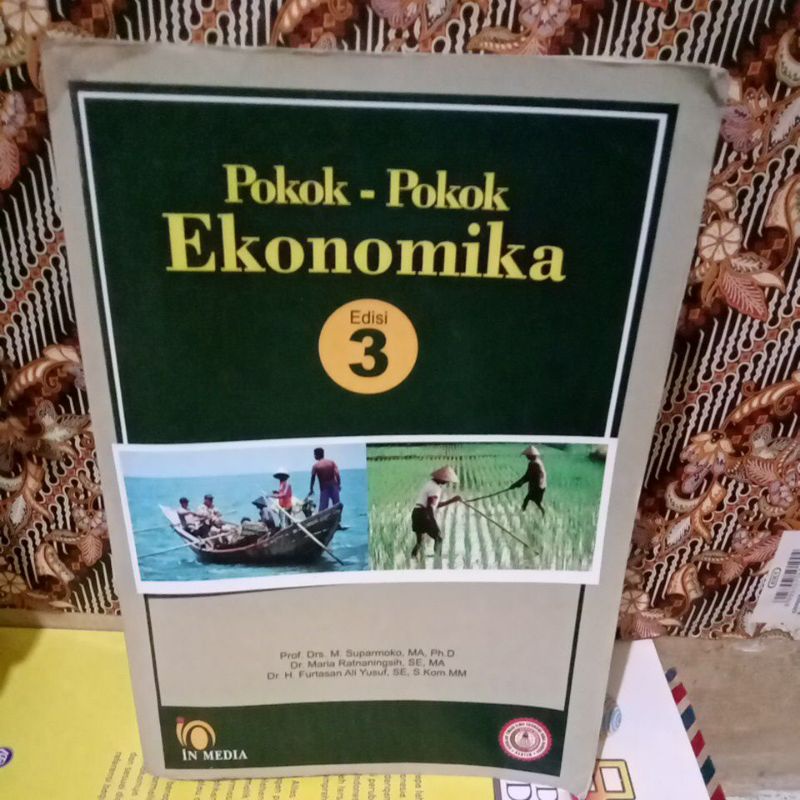 Pokok - Pokok
Ekonomika
Edisi
3
Prof. Drs. M. Suparmoko, MA, Ph.D
Dr. Maria Ratnaningsih, SE, MA
Dr. H. Furtasan Ali Yusuf, SE, S.Kom.MM
IN MEDIA